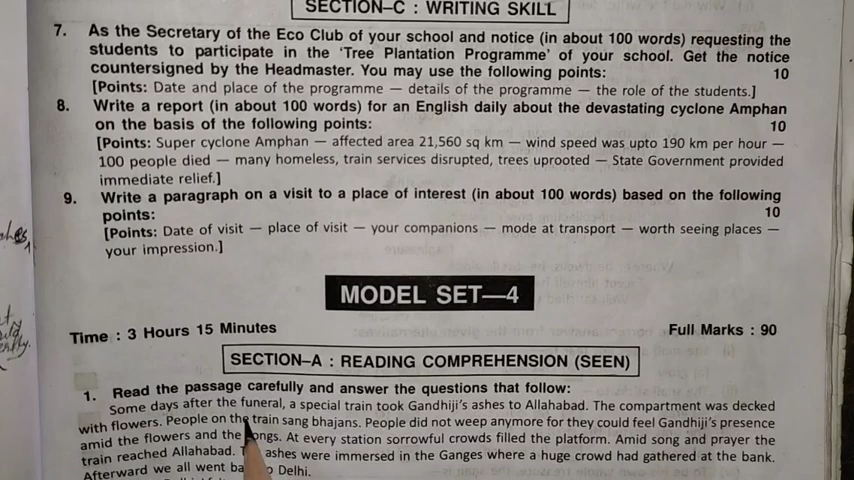 SECTION-C : WRITING SKILL
7. As the Secretary of the Eco Club of your school and notice (in about 100 words) requesting the
students to participate in the 'Tree Plantation Programme' of your school. Get the notice
countersigned by the Headmaster. You may use the following points: 10
[Points: Date and place of the programme — details of the programme — the role of the students.]
8. Write a report (in about 100 words) for an English daily about the devastating cyclone Amphan
on the basis of the following points: 10
[Points: Super cyclone Amphan — affected area 21,560 sq km — wind speed was upto 190 km per hour —
100 people died — many homeless, train services disrupted, trees uprooted — State Government provided
immediate relief.]
9. Write a paragraph on a visit to a place of interest (in about 100 words) based on the following
points: 10
[Points: Date of visit — place of visit — your companions — mode at transport — worth seeing places —
your impression.]
MODEL SET—4
Time : 3 Hours 15 Minutes Full Marks : 90
SECTION–A : READING COMPREHENSION (SEEN)
1. Read the passage carefully and answer the questions that follow:
Some days after the funeral, a special train took Gandhiji's ashes to Allahabad. The compartment was decked
with flowers. People on the train sang bhajans. People did not weep anymore for they could feel Gandhiji's presence
amid the flowers and the songs. At every station sorrowful crowds filled the platform. Amid song and prayer the
train reached Allahabad. ashes were immersed in the Ganges where a huge crowd had gathered at the bank.
Afterward we all went Delhi.